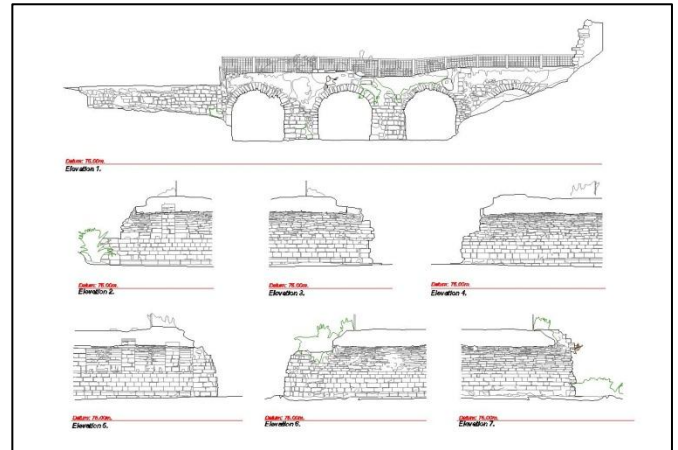 Datum: 75.00m.
Elevation 1.
Datum: 75.00m.
Elevation 2.
Datum: 75.00m.
Elevation 3.
Datum: 75.00m.
Elevation 4.
Datum: 75.00m.
Elevation 5.
Datum: 75.00m.
Elevation 6.
Datum: 75.00m.
Elevation 7.